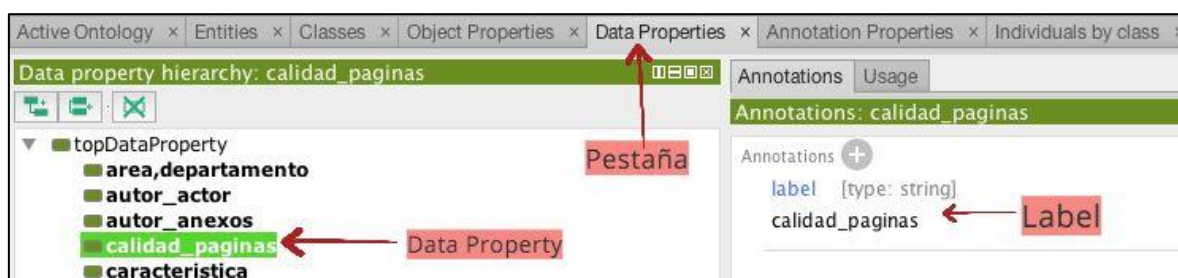 Active Ontology × Entities × Classes × Object Properties × Data Properties × Annotation Properties × Individuals by class
Data property hierarchy: calidad_paginas
topDataProperty
area,departamento
autor_actor
autor_anexos
calidad_paginas
caracteristica
Pestaña
Data Property
Annotations Usage
Annotations: calidad_paginas
Annotations
label [type: string]
calidad_paginas
Label